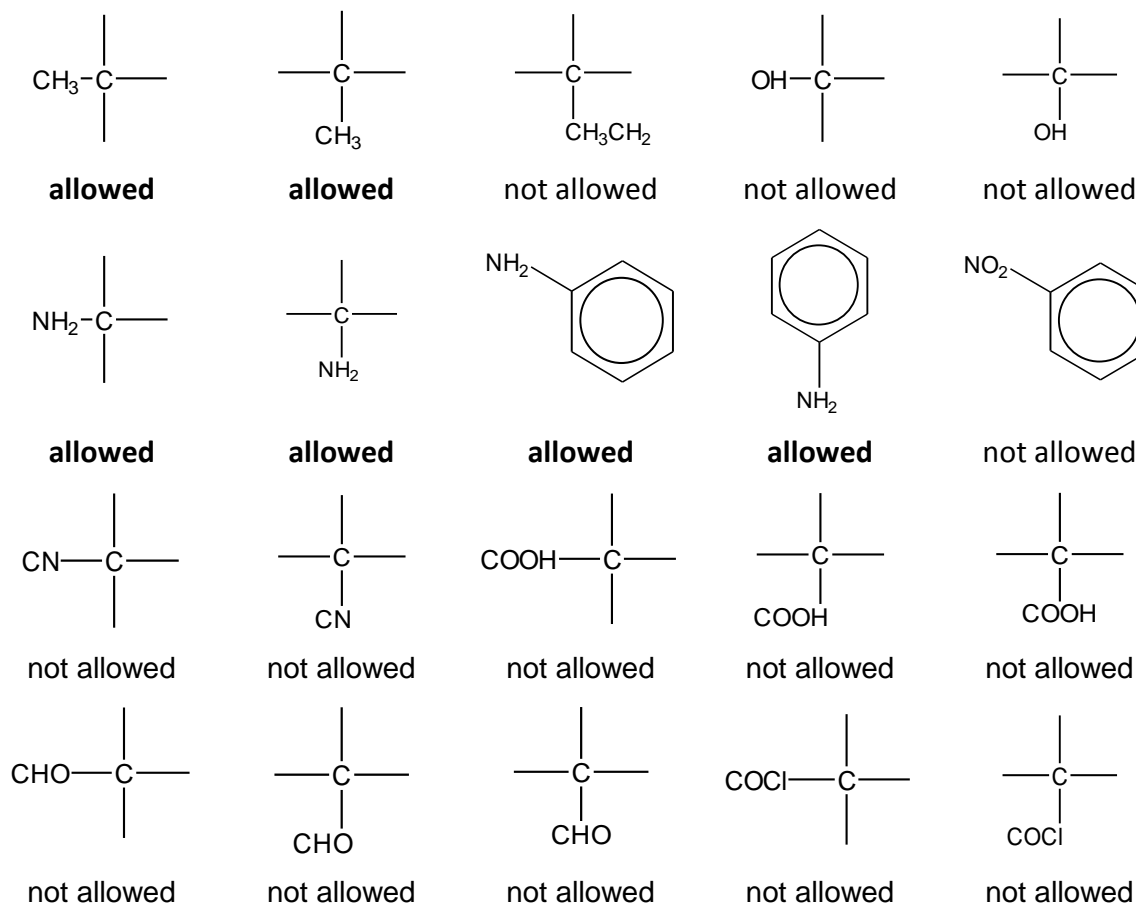 CH₃ C C CH₃ C CH₃CH₂ OH C C OH
allowed allowed not allowed not allowed not allowed
NH₂ C C NH₂ NH₂ NH₂ NO₂
allowed allowed allowed allowed not allowed
CN C C CN COOH C C COOH C COOH
not allowed not allowed not allowed not allowed not allowed
CHO C C CHO C CHO COCl C C COCl
not allowed not allowed not allowed not allowed not allowed